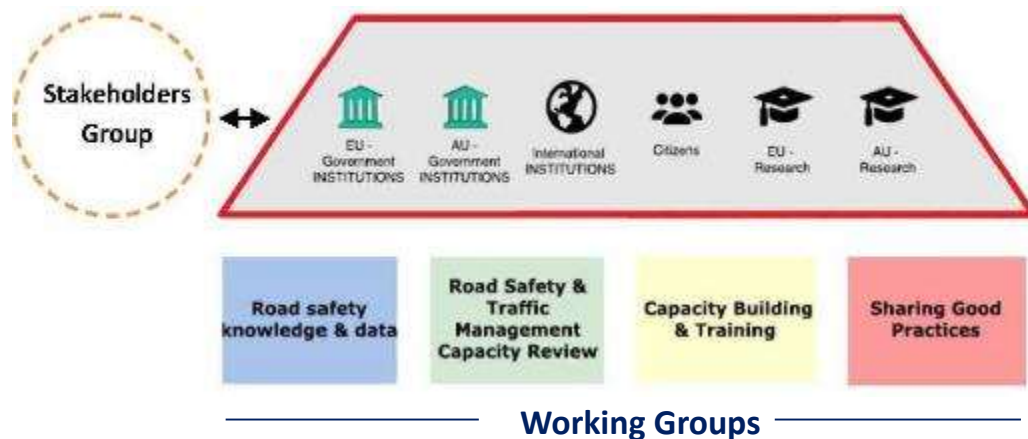 Stakeholders
Group
EU -
Government
INSTITUTIONS
AU -
Government
INSTITUTIONS
International
INSTITUTIONS
Citizens
EU -
Research
AU -
Research
Road safety
knowledge & data
Road Safety &
Traffic
Management
Capacity Review
Capacity Building
& Training
Sharing Good
Practices
Working Groups